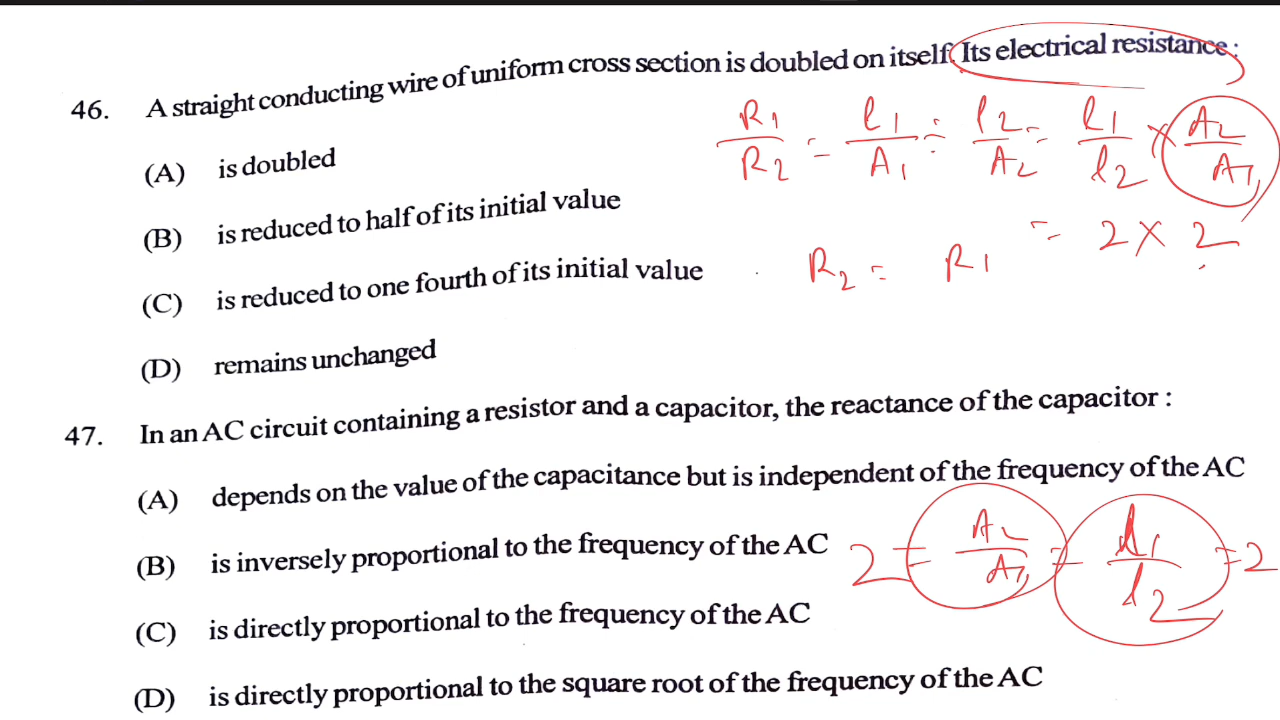 46. A straight conducting wire of uniform cross section is doubled on itself. Its electrical resistance :
R1/R2 = l1/A1 ÷ l2/A2 = l1/l2 × A2/A1
(A) is doubled
= 2 × 2
(B) is reduced to half of its initial value
R2 = R1
(C) is reduced to one fourth of its initial value
(D) remains unchanged
47. In an AC circuit containing a resistor and a capacitor, the reactance of the capacitor :
(A) depends on the value of the capacitance but is independent of the frequency of the AC
(B) is inversely proportional to the frequency of the AC
2 = A2/A1 = l1/l2 = 2
(C) is directly proportional to the frequency of the AC
(D) is directly proportional to the square root of the frequency of the AC